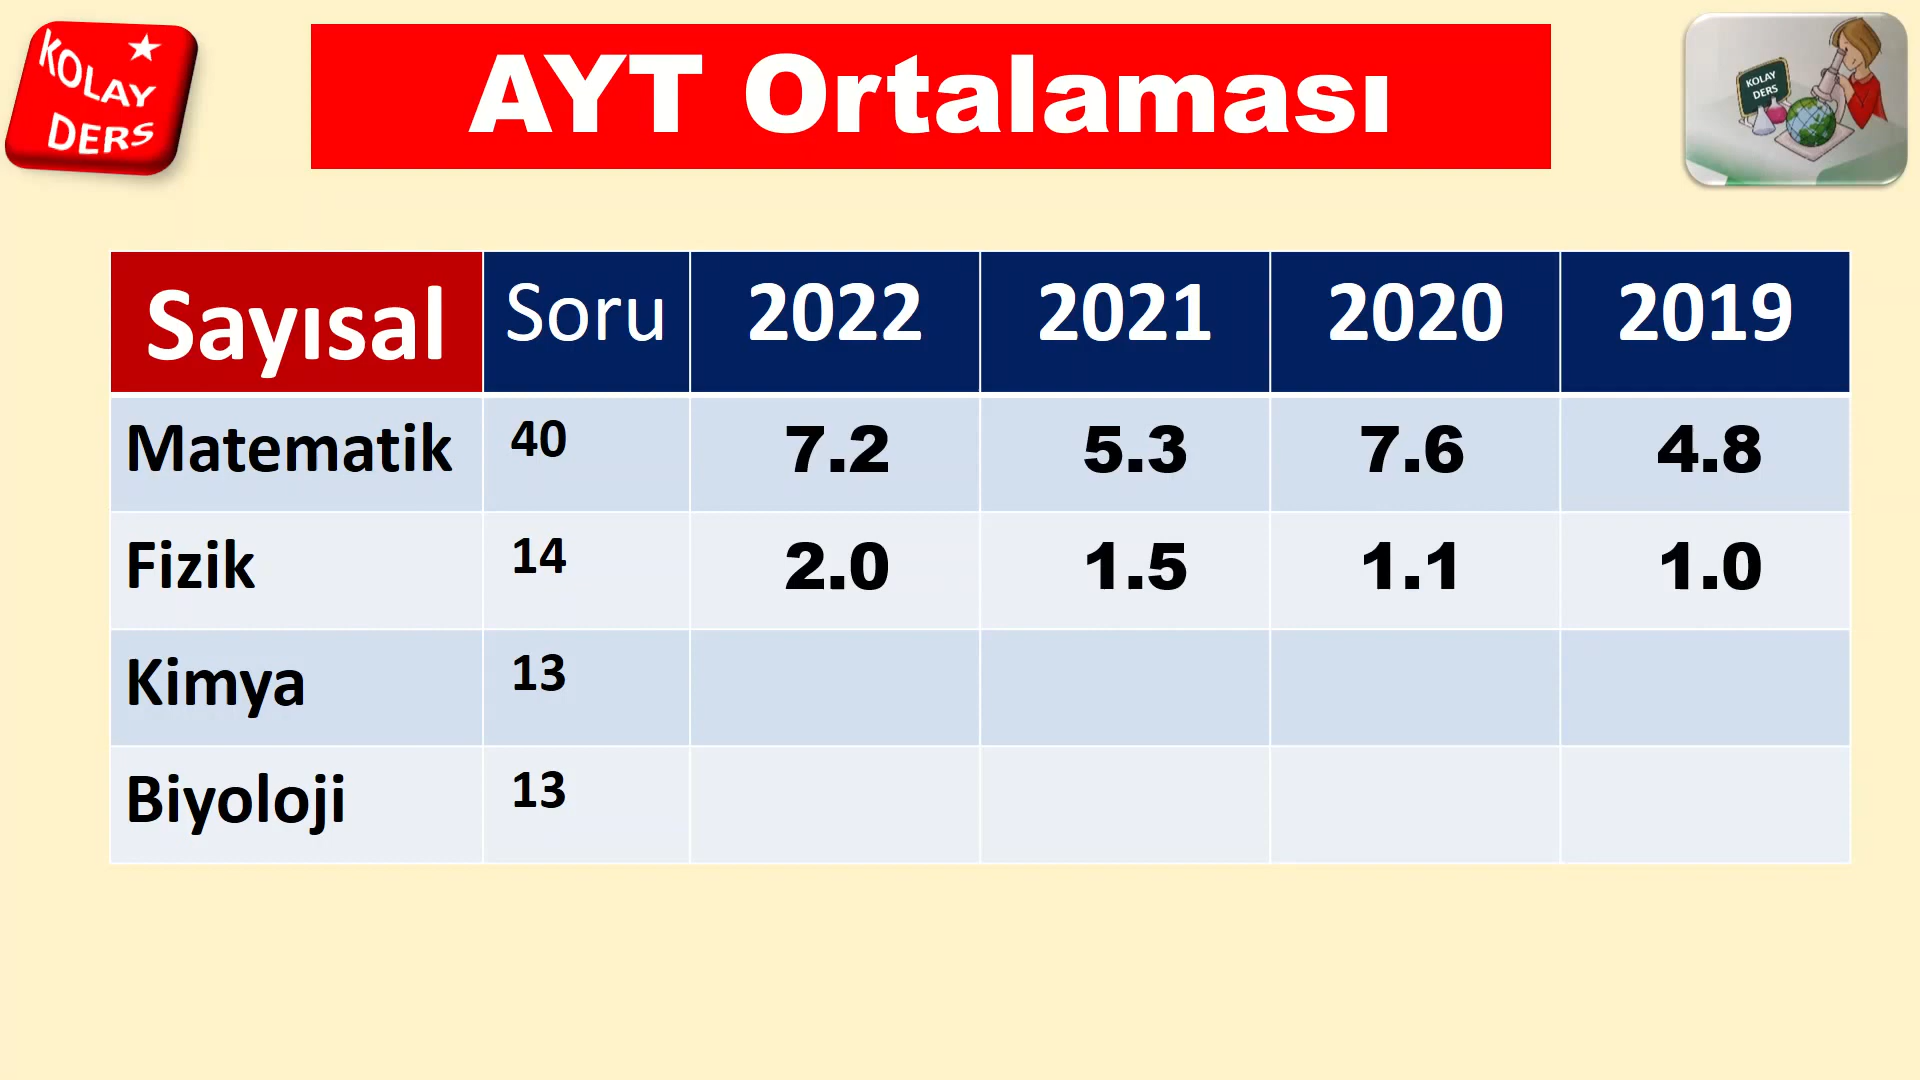 KOLAY
DERS
AYT Ortalaması
KOLAY
DERS
Sayısal Soru 2022 2021 2020 2019
Matematik 40 7.2 5.3 7.6 4.8
Fizik 14 2.0 1.5 1.1 1.0
Kimya 13
Biyoloji 13